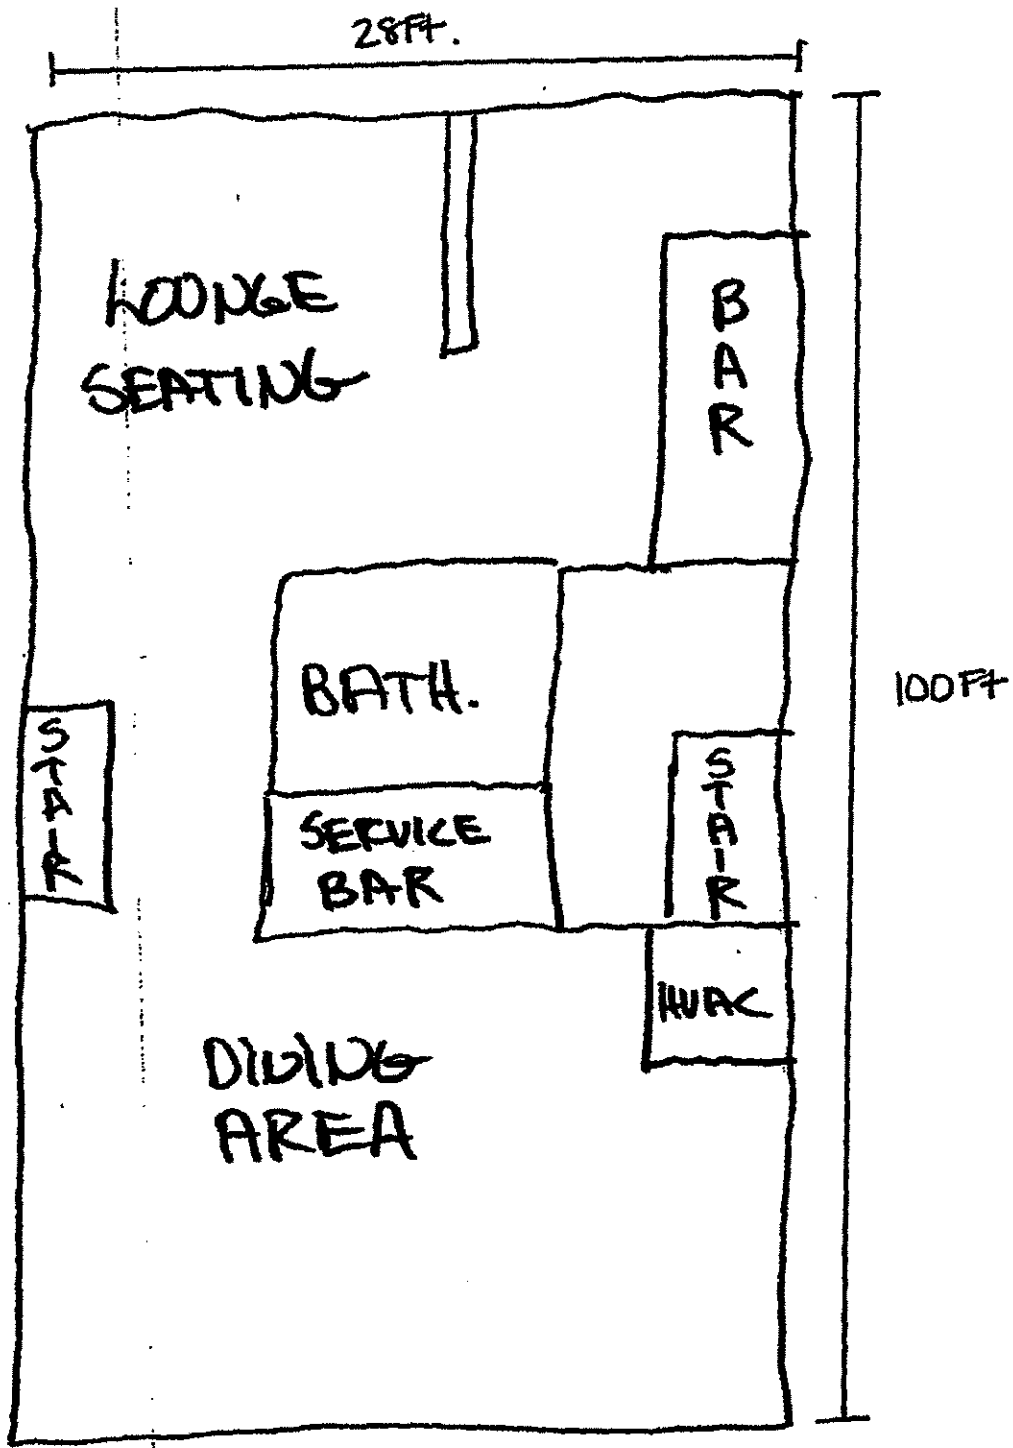 28Ft.
LOUNGE
SEATING
BAR
BATH.
100Ft
STAIR
STAIR
SERVICE
BAR
HVAC
DINING
AREA